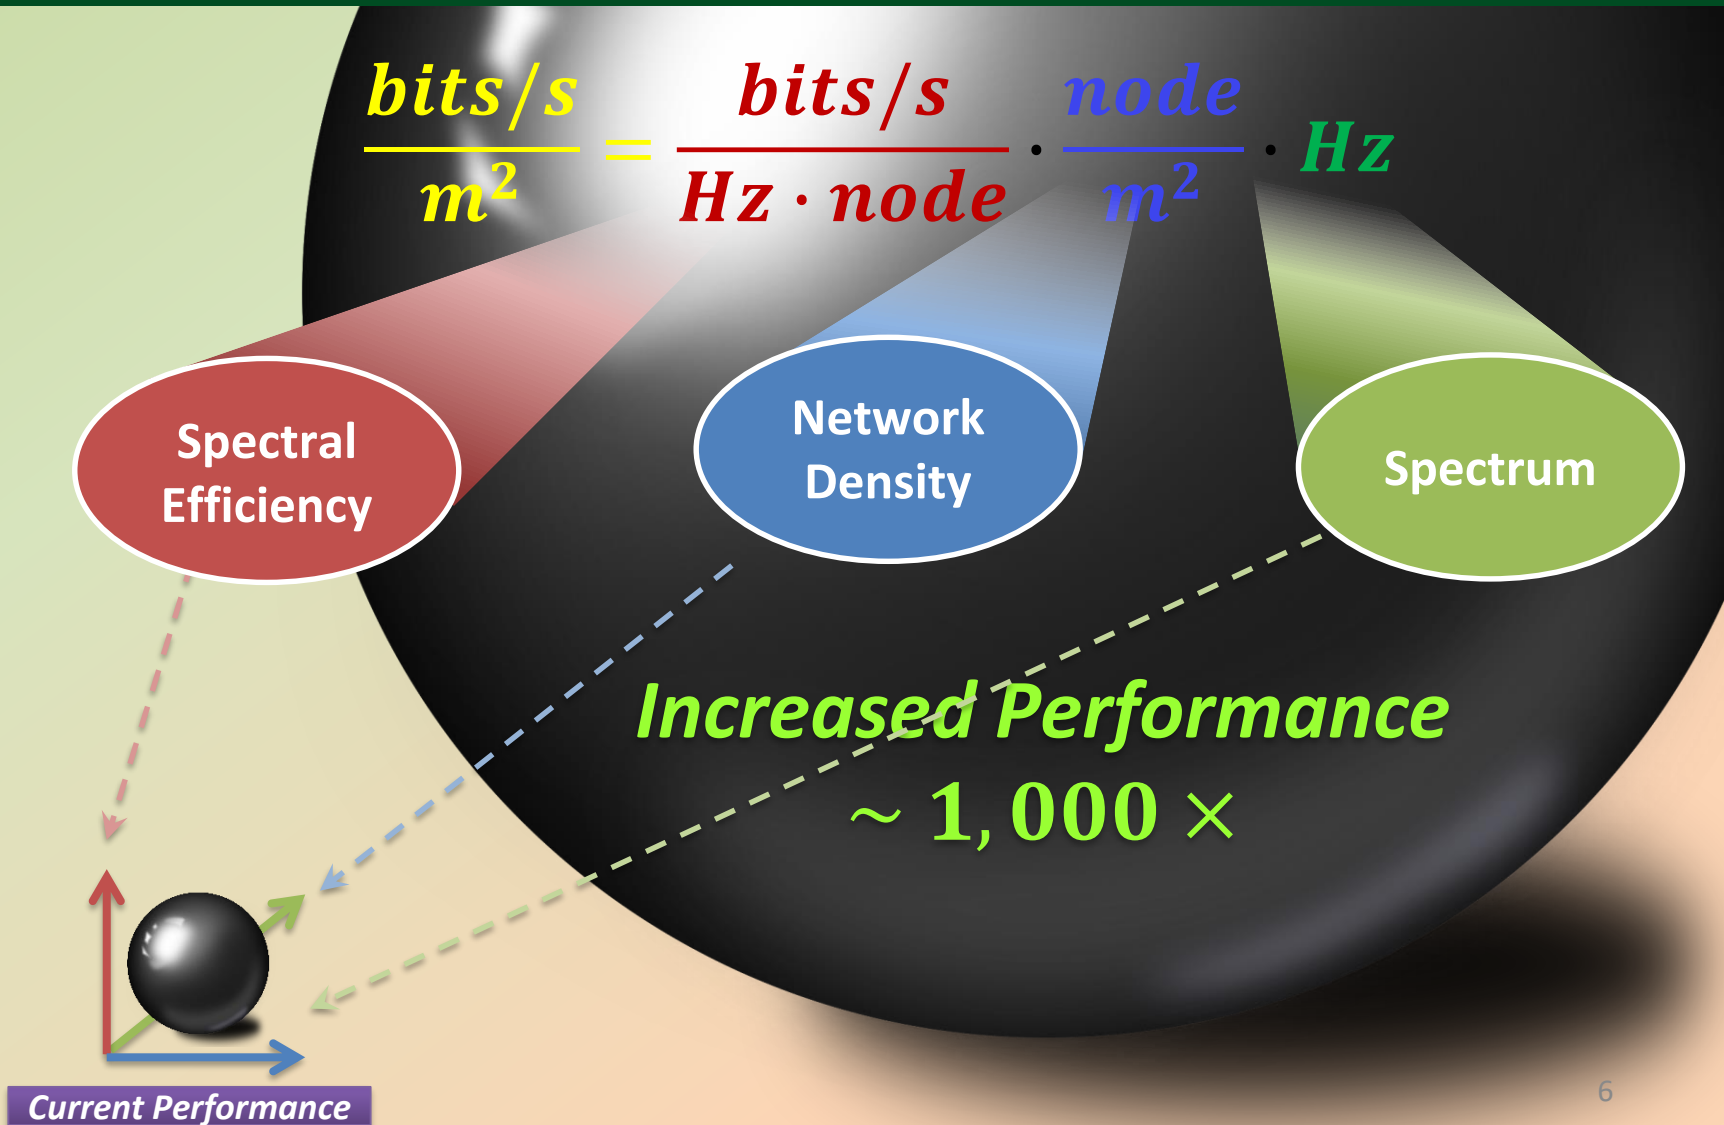 bits/s / m² = bits/s / Hz · node · node / m² · Hz
Spectral
Efficiency
Network
Density
Spectrum
Increased Performance
~ 1,000 ×
Current Performance
6